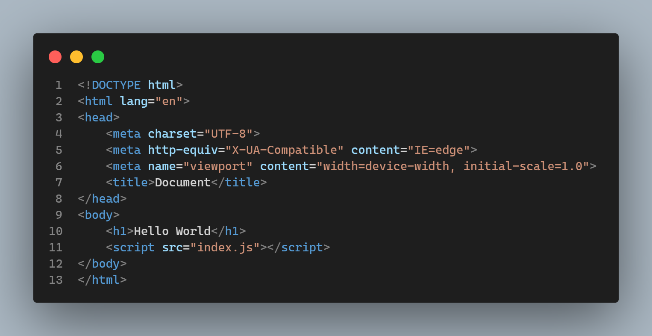 1 <!DOCTYPE html>
2 <html lang="en">
3 <head>
4     <meta charset="UTF-8">
5     <meta http-equiv="X-UA-Compatible" content="IE=edge">
6     <meta name="viewport" content="width=device-width, initial-scale=1.0">
7     <title>Document</title>
8 </head>
9 <body>
10     <h1>Hello World</h1>
11     <script src="index.js"></script>
12 </body>
13 </html>